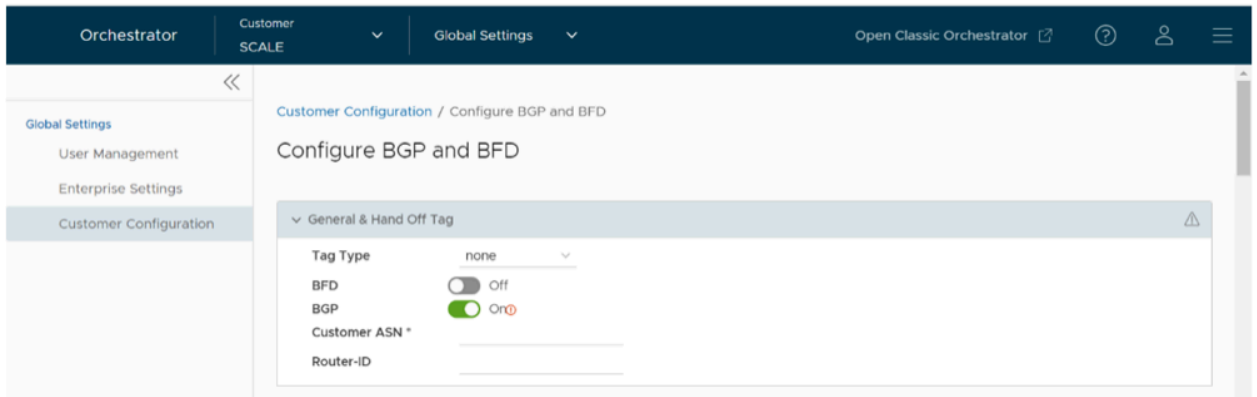 Orchestrator
Customer
SCALE
Global Settings
Open Classic Orchestrator
Global Settings
User Management
Enterprise Settings
Customer Configuration
Customer Configuration / Configure BGP and BFD
Configure BGP and BFD
General & Hand Off Tag
Tag Type none
BFD Off
BGP On
Customer ASN *
Router-ID